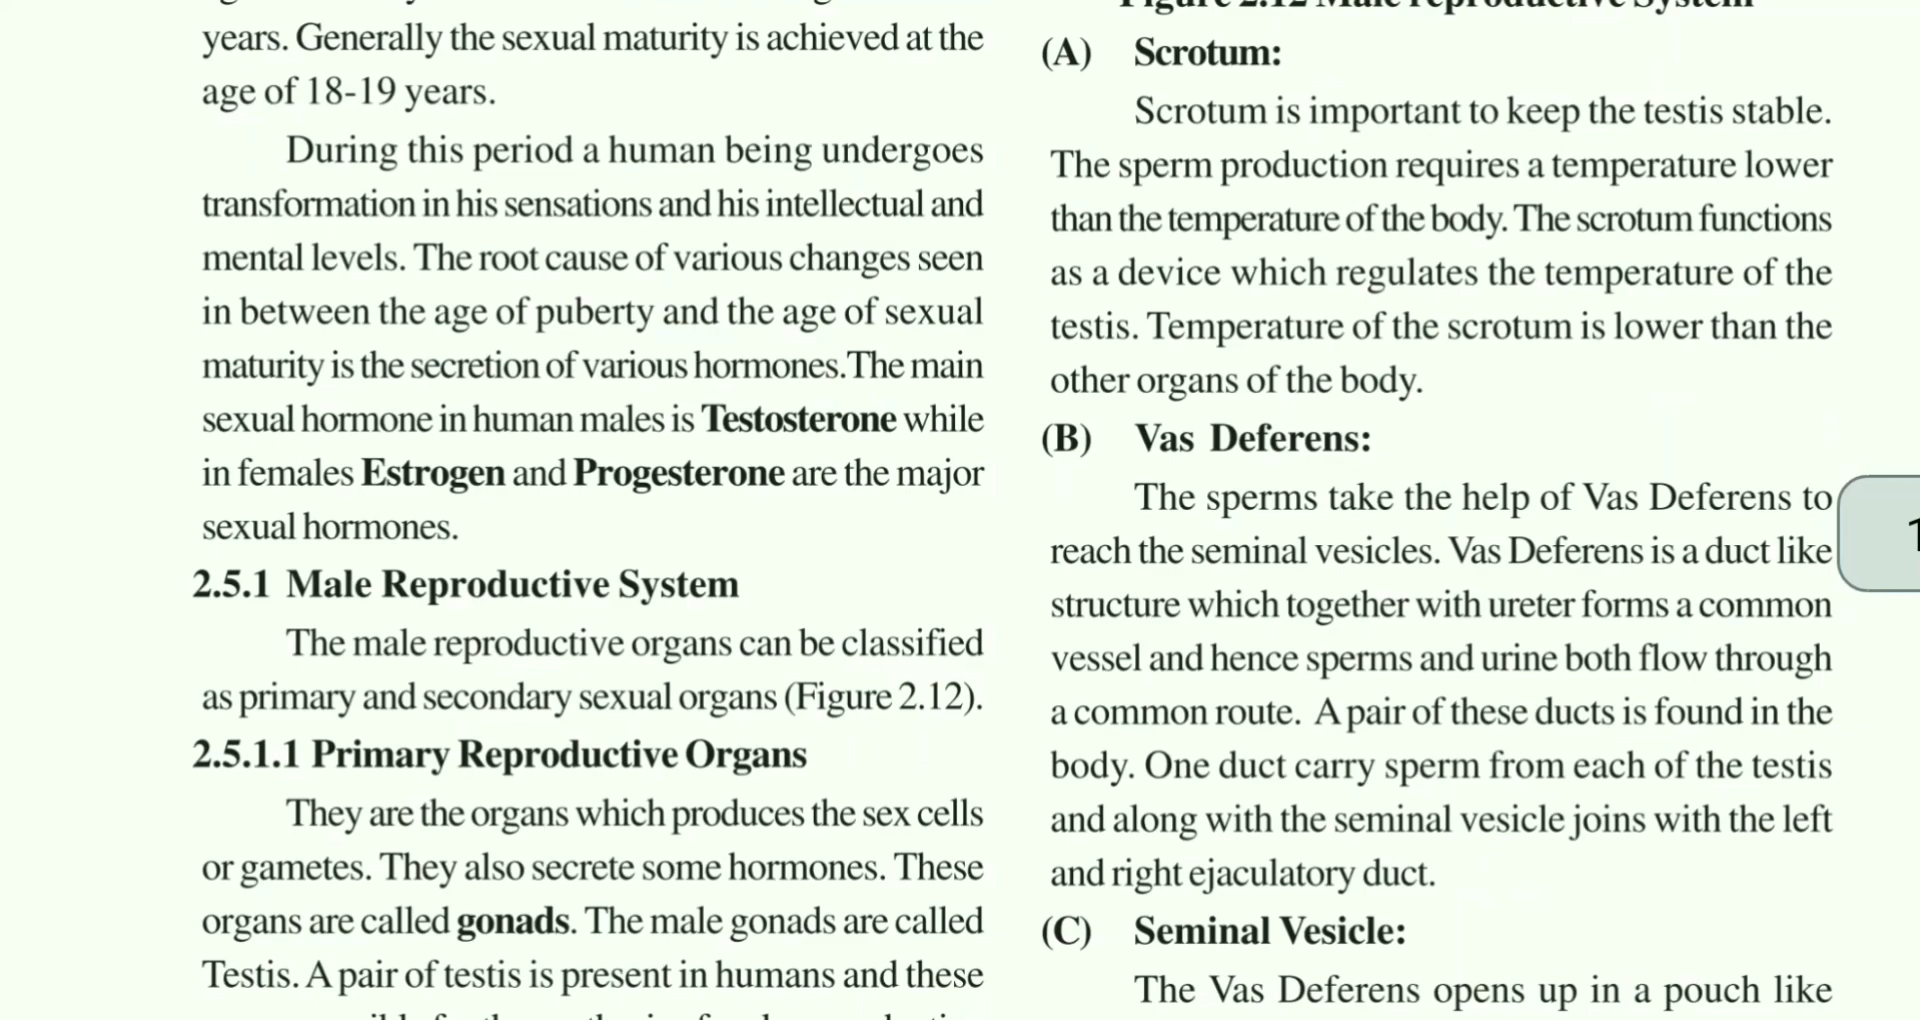 years. Generally the sexual maturity is achieved at the
age of 18-19 years.
During this period a human being undergoes
transformation in his sensations and his intellectual and
mental levels. The root cause of various changes seen
in between the age of puberty and the age of sexual
maturity is the secretion of various hormones.The main
sexual hormone in human males is Testosterone while
in females Estrogen and Progesterone are the major
sexual hormones.
2.5.1 Male Reproductive System
The male reproductive organs can be classified
as primary and secondary sexual organs (Figure 2.12).
2.5.1.1 Primary Reproductive Organs
They are the organs which produces the sex cells
or gametes. They also secrete some hormones. These
organs are called gonads. The male gonads are called
Testis. A pair of testis is present in humans and these
Figure 2.12 Male reproductive System
(A) Scrotum:
Scrotum is important to keep the testis stable.
The sperm production requires a temperature lower
than the temperature of the body. The scrotum functions
as a device which regulates the temperature of the
testis. Temperature of the scrotum is lower than the
other organs of the body.
(B) Vas Deferens:
The sperms take the help of Vas Deferens to
reach the seminal vesicles. Vas Deferens is a duct like
structure which together with ureter forms a common
vessel and hence sperms and urine both flow through
a common route. A pair of these ducts is found in the
body. One duct carry sperm from each of the testis
and along with the seminal vesicle joins with the left
and right ejaculatory duct.
(C) Seminal Vesicle:
The Vas Deferens opens up in a pouch like